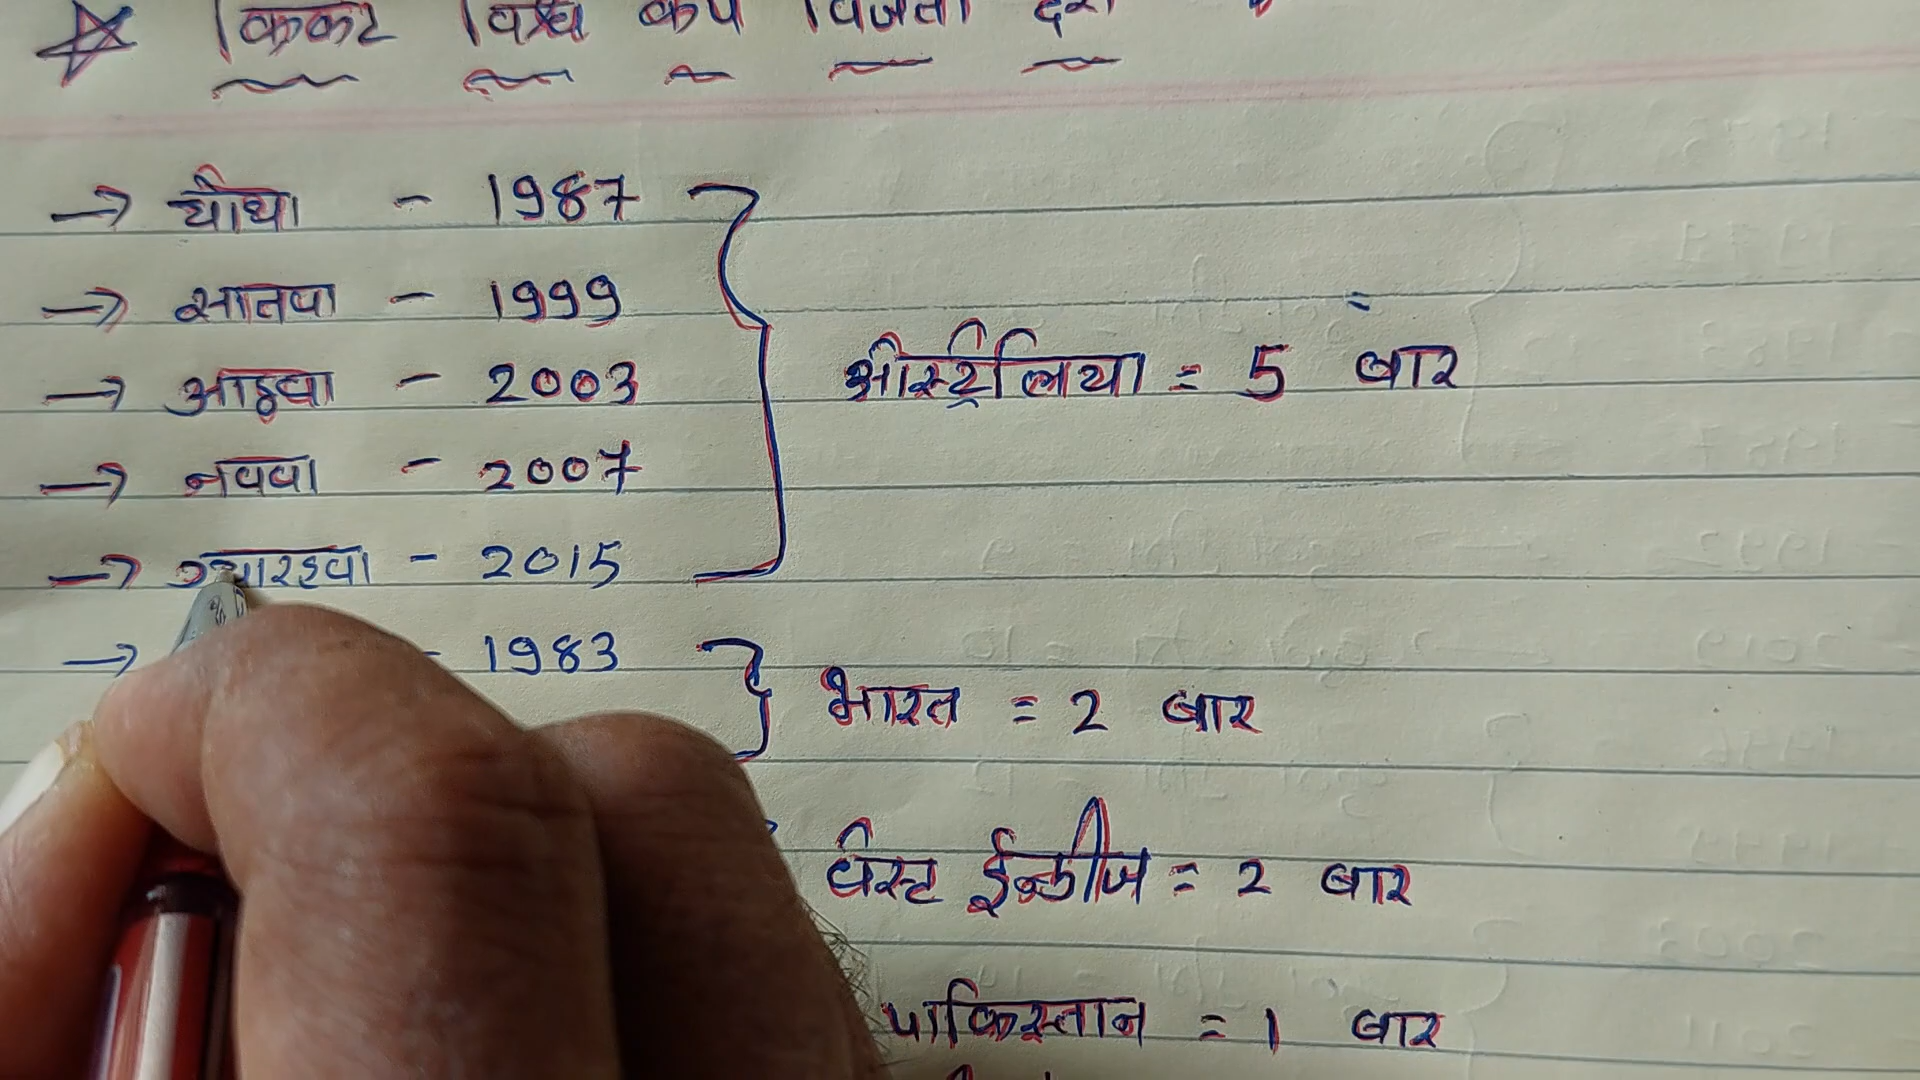 क्रिकेट विश्व कप विजेता देश
→ चौथा - 1987
→ सातवा - 1999
→ आठवा - 2003
→ नववा - 2007
→ ग्यारहवा - 2015
ऑस्ट्रेलिया = 5 बार
→ - 1983
भारत = 2 बार
वेस्ट ईन्डीज = 2 बार
पाकिस्तान = 1 बार